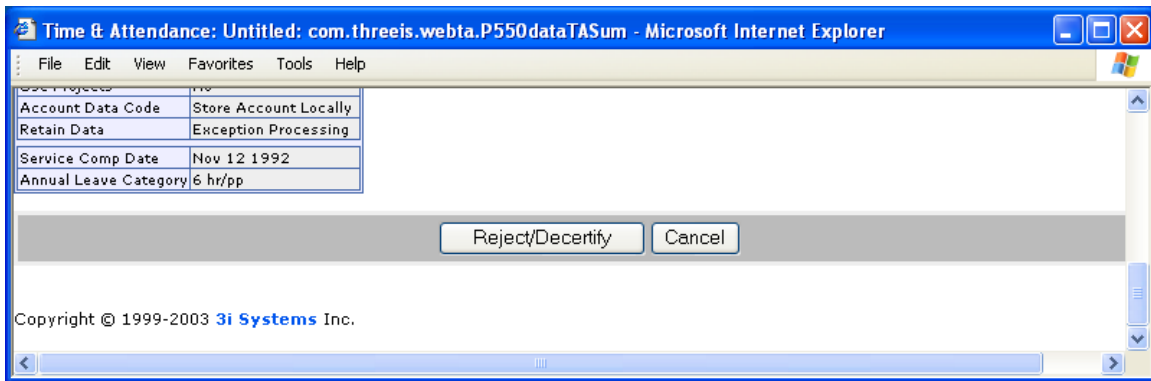 Time & Attendance: Untitled: com.threeis.webta.P550dataTASum - Microsoft Internet Explorer
File Edit View Favorites Tools Help
Account Data Code Store Account Locally
Retain Data Exception Processing
Service Comp Date Nov 12 1992
Annual Leave Category 6 hr/pp
Reject/Decertify Cancel
Copyright © 1999-2003 3i Systems Inc.